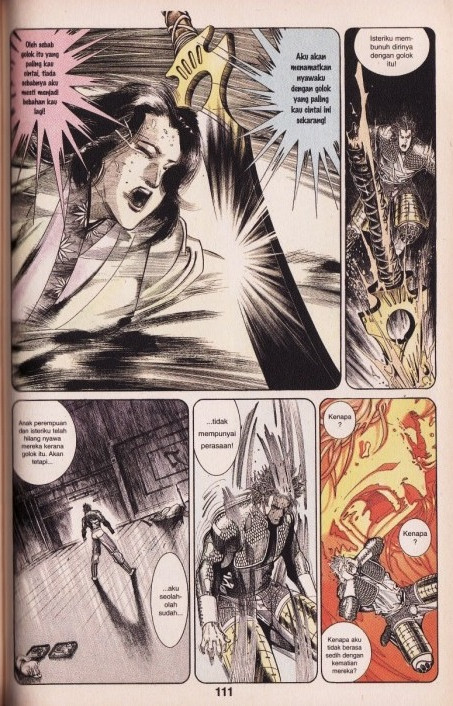 Oleh sebab
golok itu yang
paling kau
cintai, tiada
sebabnya aku
mesti menjadi
bebahan kau
lagi!
Aku akan
menamatkan
nyawaku
dengan golok
yang paling
kau cintai ini
sekarang!
Isteriku mem-
bunuh dirinya
dengan golok
itu!
Anak perempuan
dan isteriku telah
hilang nyawa
mereka kerana
golok itu. Akan
tetapi...
...aku
seolah-
olah
sudah...
...tidak
mempunyai
perasaan!
Kenapa
?
Kenapa
?
Kenapa aku
tidak berasa
sedih dengan
kematian
mereka?
111